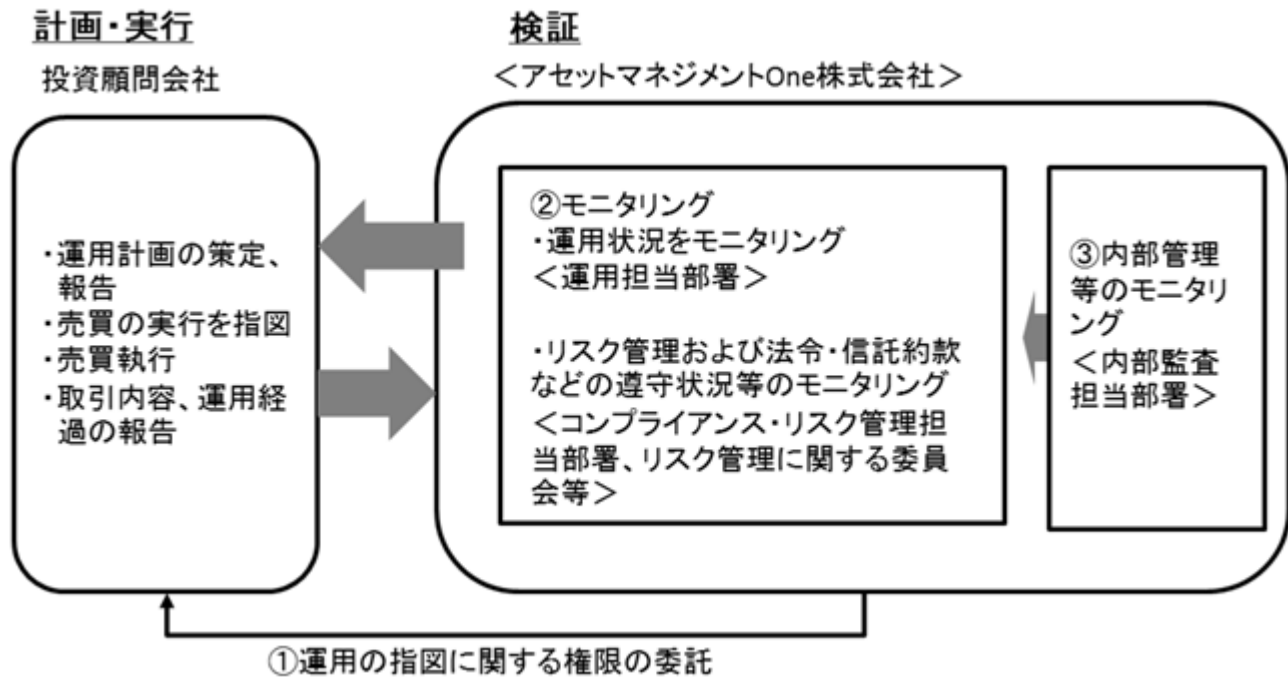 計画・実行
投資顧問会社
・運用計画の策定、
報告
・売買の実行を指図
・売買執行
・取引内容、運用経
過の報告
検証
＜アセットマネジメントOne株式会社＞
②モニタリング
・運用状況をモニタリング
＜運用担当部署＞
・リスク管理および法令・信託約款
などの遵守状況等のモニタリング
＜コンプライアンス・リスク管理担
当部署、リスク管理に関する委員
会等＞
③内部管理
等のモニタリ
ング
＜内部監査
担当部署＞
①運用の指図に関する権限の委託